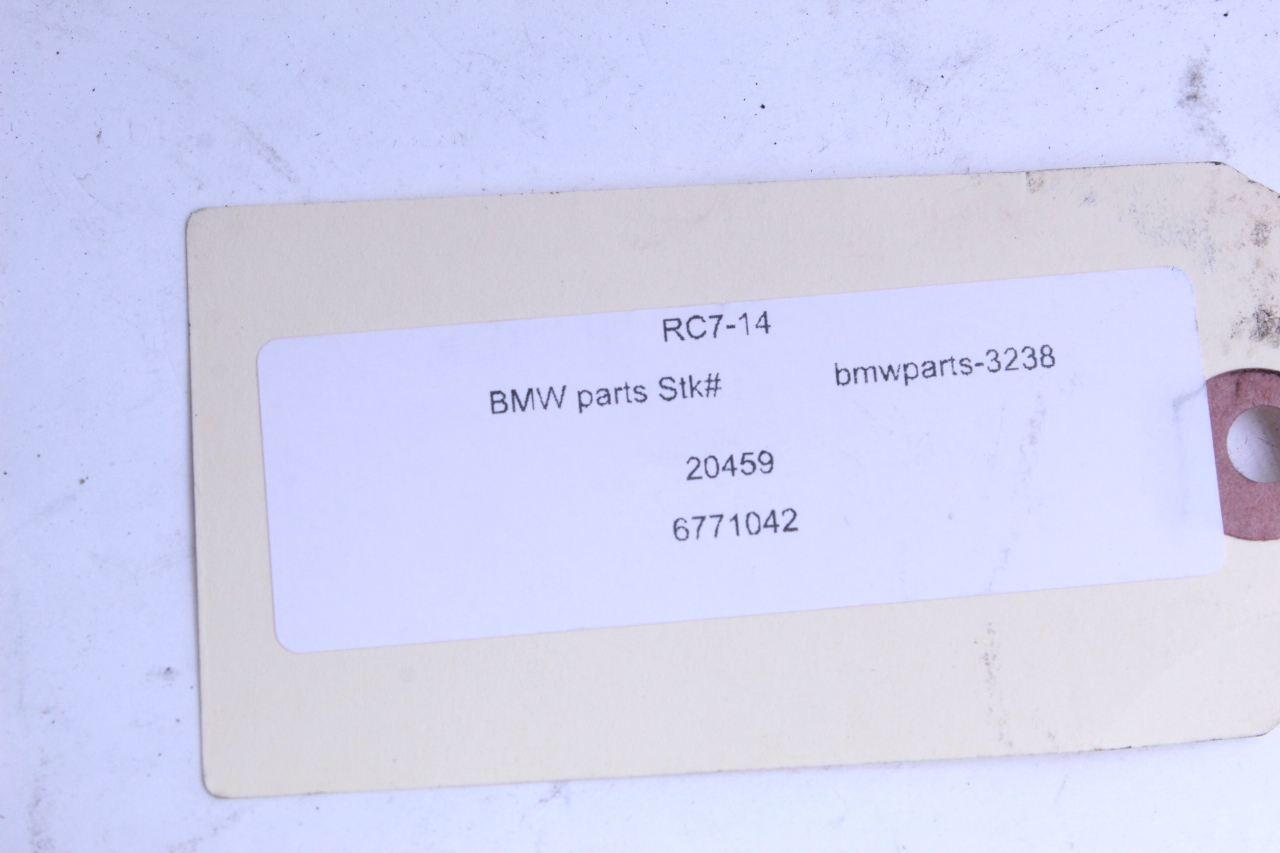 RC7-14
BMW parts Stk# bmwparts-3238
20459
6771042